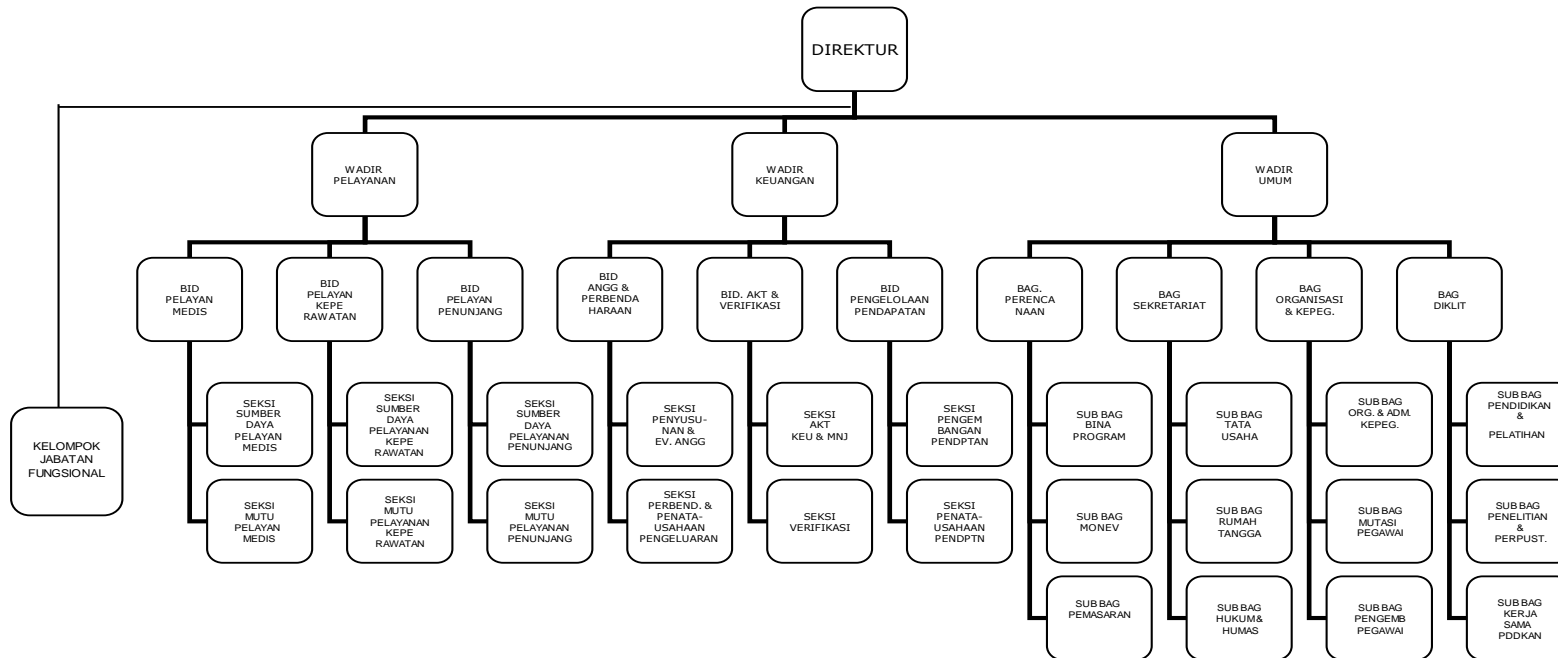 DIREKTUR
WADIR
PELAYANAN
WADIR
KEUANGAN
WADIR
UMUM
BID
PELAYAN
MEDIS
BID
PELAYAN
KEPE
RAWATAN
BID
PELAYAN
PENUNJANG
BID
ANGG &
PERBENDA
HARAAN
BID. AKT &
VERIFIKASI
BID
PENGELOLAAN
PENDAPATAN
BAG.
PERENCA
NAAN
BAG
SEKRETARIAT
BAG
ORGANISASI
& KEPEG.
BAG
DIKLIT
KELOMPOK
JABATAN
FUNGSIONAL
SEKSI
SUMBER
DAYA
PELAYAN
MEDIS
SEKSI
SUMBER
DAYA
PELAYANAN
KEPE
RAWATAN
SEKSI
SUMBER
DAYA
PELAYANAN
PENUNJANG
SEKSI
PENYUSU-
NAN &
EV. ANGG
SEKSI
AKT
KEU & MNJ
SEKSI
PENGEM
BANGAN
PENDPTAN
SUB BAG
BINA
PROGRAM
SUB BAG
TATA
USAHA
SUB BAG
ORG. & ADM.
KEPEG.
SUB BAG
PENDIDIKAN
&
PELATIHAN
SEKSI
MUTU
PELAYAN
MEDIS
SEKSI
MUTU
PELAYANAN
KEPE
RAWATAN
SEKSI
MUTU
PELAYANAN
PENUNJANG
SEKSI
PERBEND. &
PENATA-
USAHAAN
PENGELUARAN
SEKSI
VERIFIKASI
SEKSI
PENATA-
USAHAAN
PENDPTN
SUB BAG
MONEV
SUB BAG
RUMAH
TANGGA
SUB BAG
MUTASI
PEGAWAI
SUB BAG
PENELITIAN
&
PERPUST.
SUB BAG
PEMASARAN
SUB BAG
HUKUM &
HUMAS
SUB BAG
PENGEMB
PEGAWAI
SUB BAG
KERJA
SAMA
PDDKAN